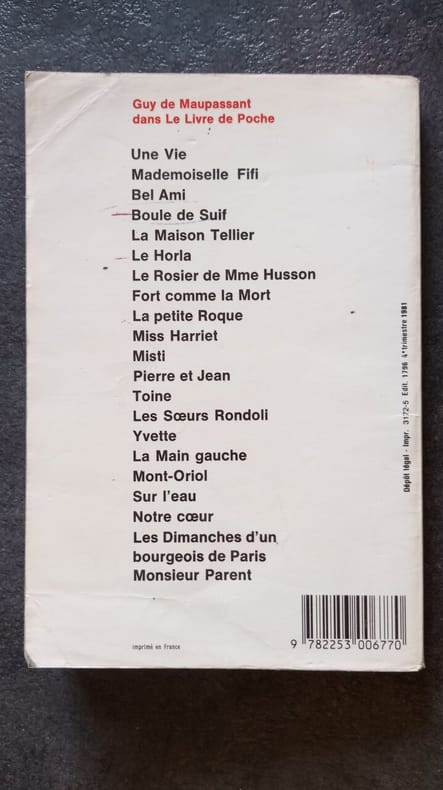 Guy de Maupassant
dans Le Livre de Poche
Une Vie
Mademoiselle Fifi
Bel Ami
Boule de Suif
La Maison Tellier
Le Horla
Le Rosier de Mme Husson
Fort comme la Mort
La petite Roque
Miss Harriet
Misti
Pierre et Jean
Toine
Les Sœurs Rondoli
Yvette
La Main gauche
Mont-Oriol
Sur l'eau
Notre cœur
Les Dimanches d'un
bourgeois de Paris
Monsieur Parent
Dépôt légal - Impr. 3172-5 Edit. 1796 4e trimestre 1981
imprimé en France
9 782253 006770